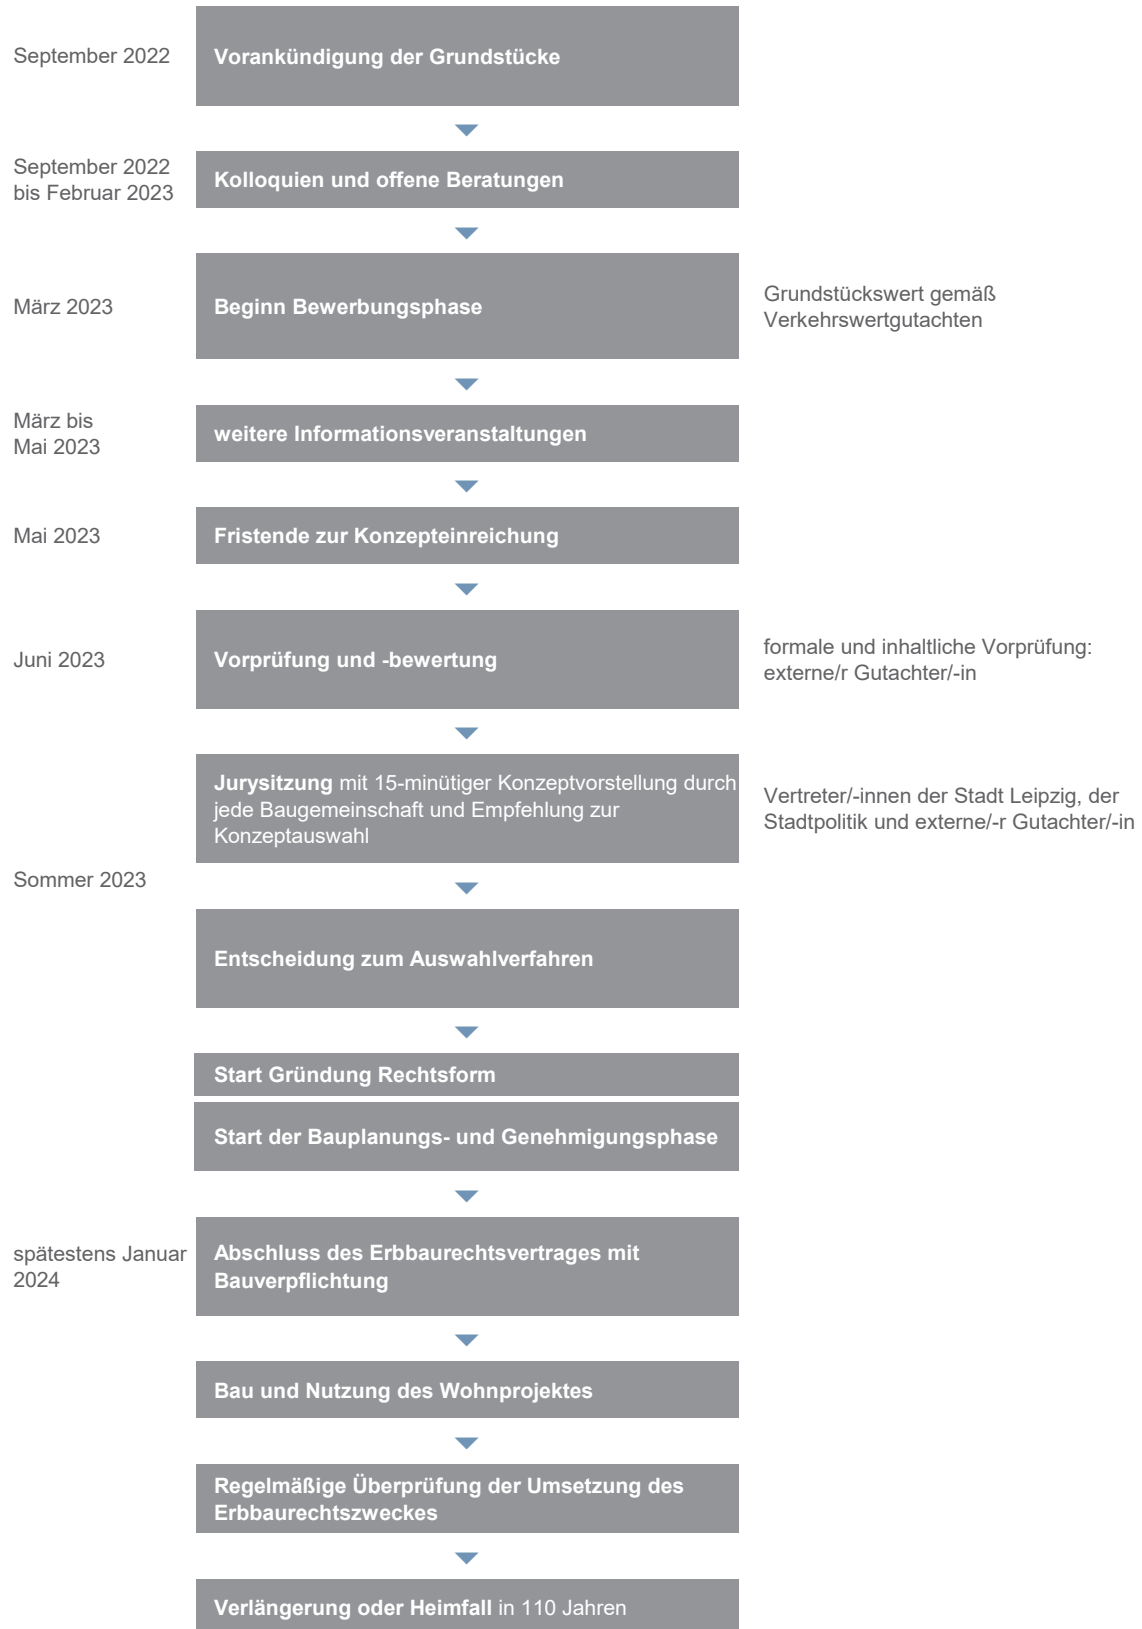 September 2022
Vorankündigung der Grundstücke
September 2022
bis Februar 2023
Kolloquien und offene Beratungen
März 2023
Beginn Bewerbungsphase
Grundstückswert gemäß
Verkehrswertgutachten
März bis
Mai 2023
weitere Informationsveranstaltungen
Mai 2023
Fristende zur Konzepteinreichung
Juni 2023
Vorprüfung und -bewertung
formale und inhaltliche Vorprüfung:
externe/r Gutachter/-in
Jurysitzung mit 15-minütiger Konzeptvorstellung durch
jede Baugemeinschaft und Empfehlung zur
Konzeptauswahl
Vertreter/-innen der Stadt Leipzig, der
Stadtpolitik und externe/-r Gutachter/-in
Sommer 2023
Entscheidung zum Auswahlverfahren
Start Gründung Rechtsform
Start der Bauplanungs- und Genehmigungsphase
spätestens Januar
2024
Abschluss des Erbbaurechtsvertrages mit
Bauverpflichtung
Bau und Nutzung des Wohnprojektes
Regelmäßige Überprüfung der Umsetzung des
Erbbaurechtszweckes
Verlängerung oder Heimfall in 110 Jahren